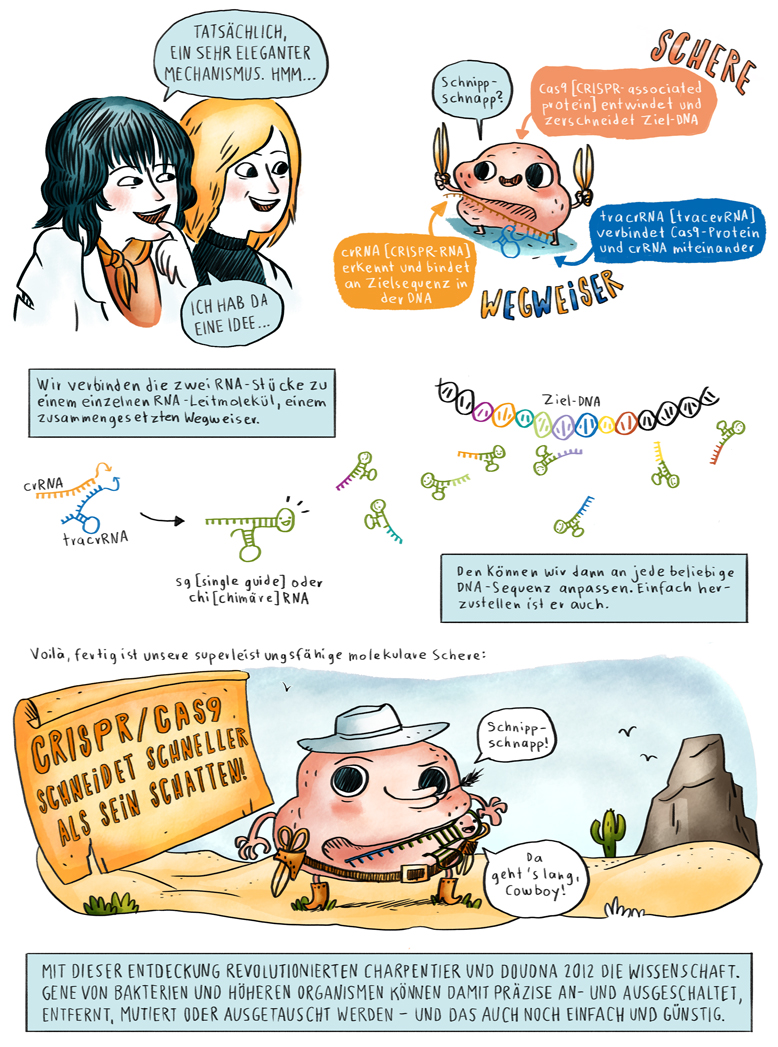 TATSÄCHLICH,
EIN SEHR ELEGANTER
MECHANISMUS. HMM...
ICH HAB DA
EINE IDEE...
SCHERE
Schnipp-
schnapp?
Cas9 [CRISPR-associated
protein] entwindet und
zerschneidet Ziel-DNA
tracrRNA [tracerRNA]
verbindet Cas9-Protein
und crRNA miteinander
crRNA [CRISPR-RNA]
erkennt und bindet
an Zielsequenz in
der DNA
WEGWEISER
Wir verbinden die zwei RNA-Stücke zu
einem einzelnen RNA-Leitmolekül, einem
zusammengesetzten Wegweiser.
Ziel-DNA
crRNA
tracrRNA
sg [single guide] oder
chi [chimäre] RNA
Den können wir dann an jede beliebige
DNA-Sequenz anpassen. Einfach her-
zustellen ist er auch.
Voilà, fertig ist unsere superleistungsfähige molekulare Schere:
CRISPR/CAS9
SCHNEIDET SCHNELLER
ALS SEIN SCHATTEN!
Schnipp-
schnapp!
Da
geht's lang,
Cowboy!
MIT DIESER ENTDECKUNG REVOLUTIONIERTEN CHARPENTIER UND DOUDNA 2012 DIE WISSENSCHAFT.
GENE VON BAKTERIEN UND HÖHEREN ORGANISMEN KÖNNEN DAMIT PRÄZISE AN- UND AUSGESCHALTET,
ENTFERNT, MUTIERT ODER AUSGETAUSCHT WERDEN – UND DAS AUCH NOCH EINFACH UND GÜNSTIG.